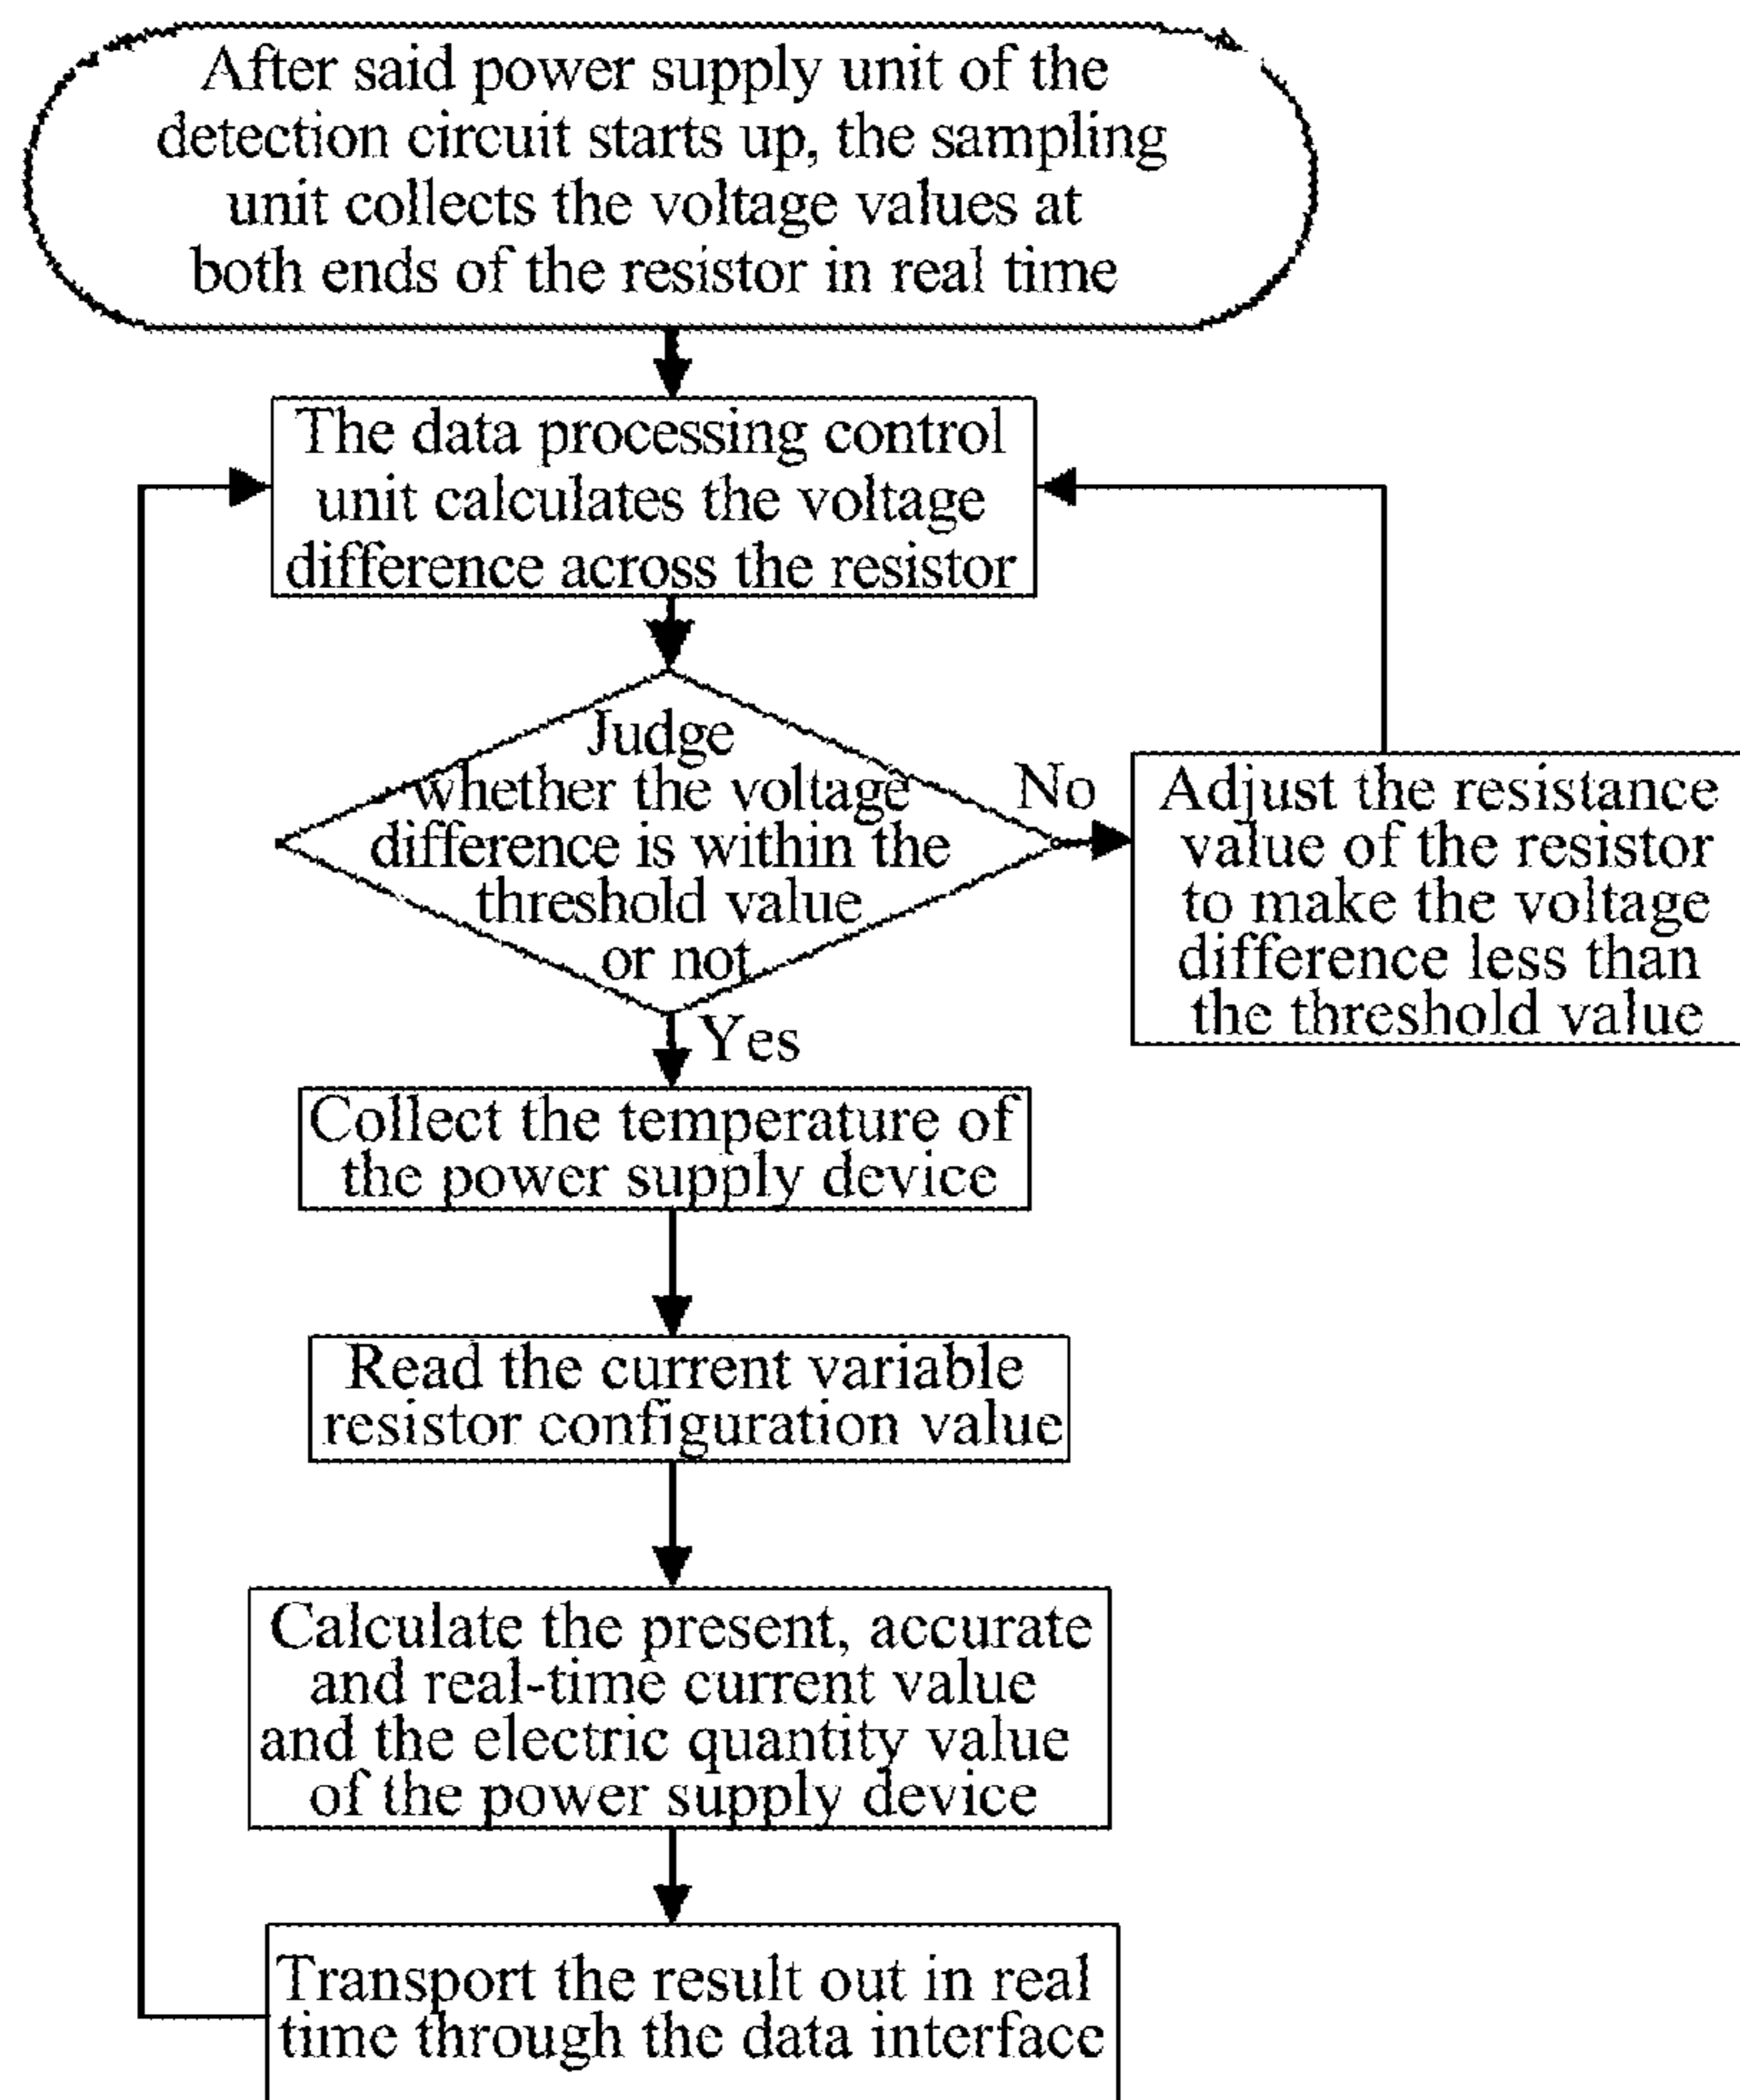 After said power supply unit of the
detection circuit starts up, the sampling
unit collects the voltage values at
both ends of the resistor in real time
The data processing control
unit calculates the voltage
difference across the resistor
Judge
whether the voltage
difference is within the
threshold value
or not
No
Adjust the resistance
value of the resistor
to make the voltage
difference less than
the threshold value
Yes
Collect the temperature of
the power supply device
Read the current variable
resistor configuration value
Calculate the present, accurate
and real-time current value
and the electric quantity value
of the power supply device
Transport the result out in real
time through the data interface